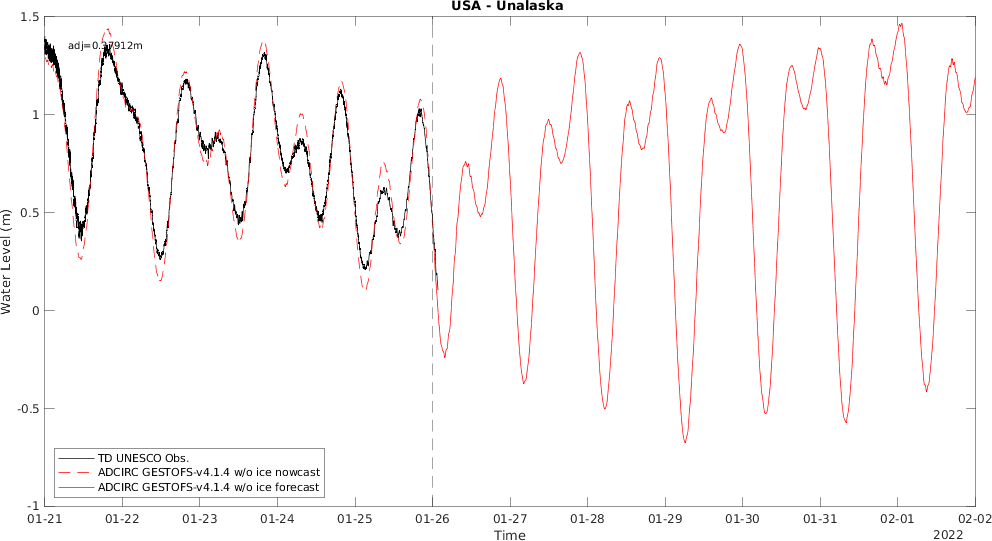 USA - Unalaska
adj=0.37912m
1.5
1
0.5
0
-0.5
-1
Water Level (m)
TD UNESCO Obs.
ADCIRC GESTOFS-v4.1.4 w/o ice nowcast
ADCIRC GESTOFS-v4.1.4 w/o ice forecast
01-21 01-22 01-23 01-24 01-25 01-26 01-27 01-28 01-29 01-30 01-31 02-01 02-02
Time
2022